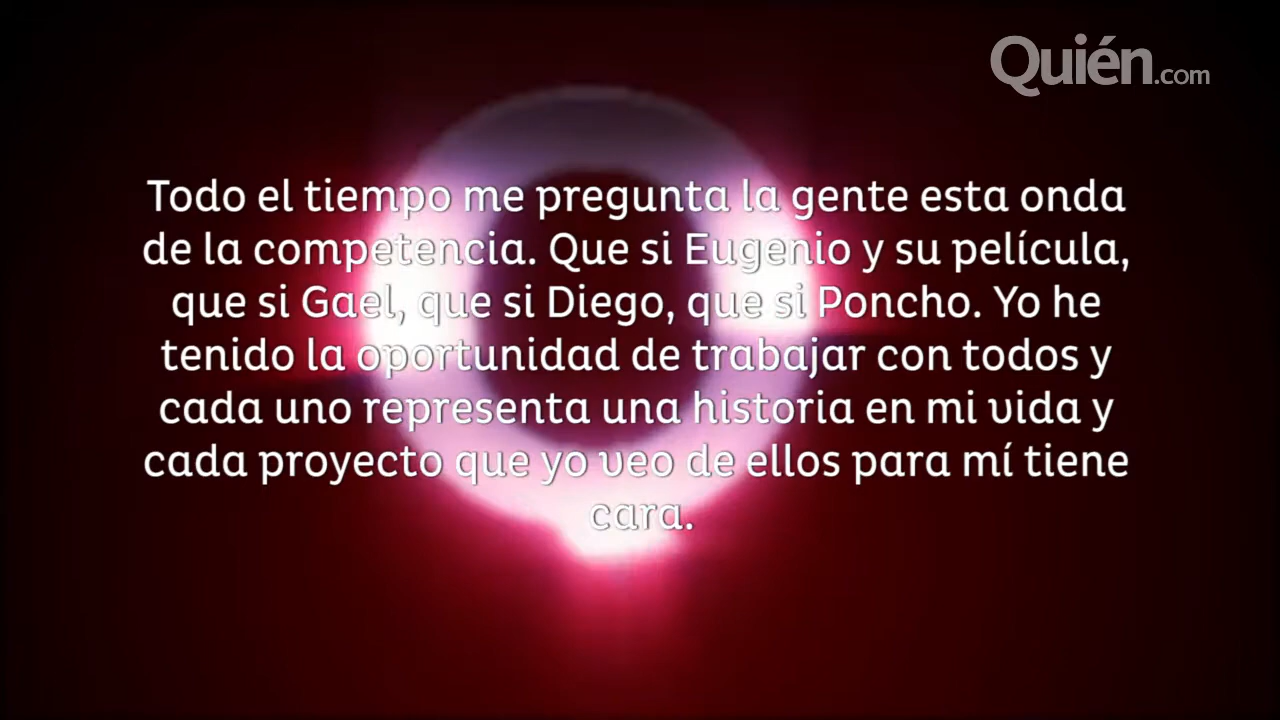 Quién.com
Todo el tiempo me pregunta la gente esta onda
de la competencia. Que si Eugenio y su película,
que si Gael, que si Diego, que si Poncho. Yo he
tenido la oportunidad de trabajar con todos y
cada uno representa una historia en mi vida y
cada proyecto que yo veo de ellos para mí tiene
cara.